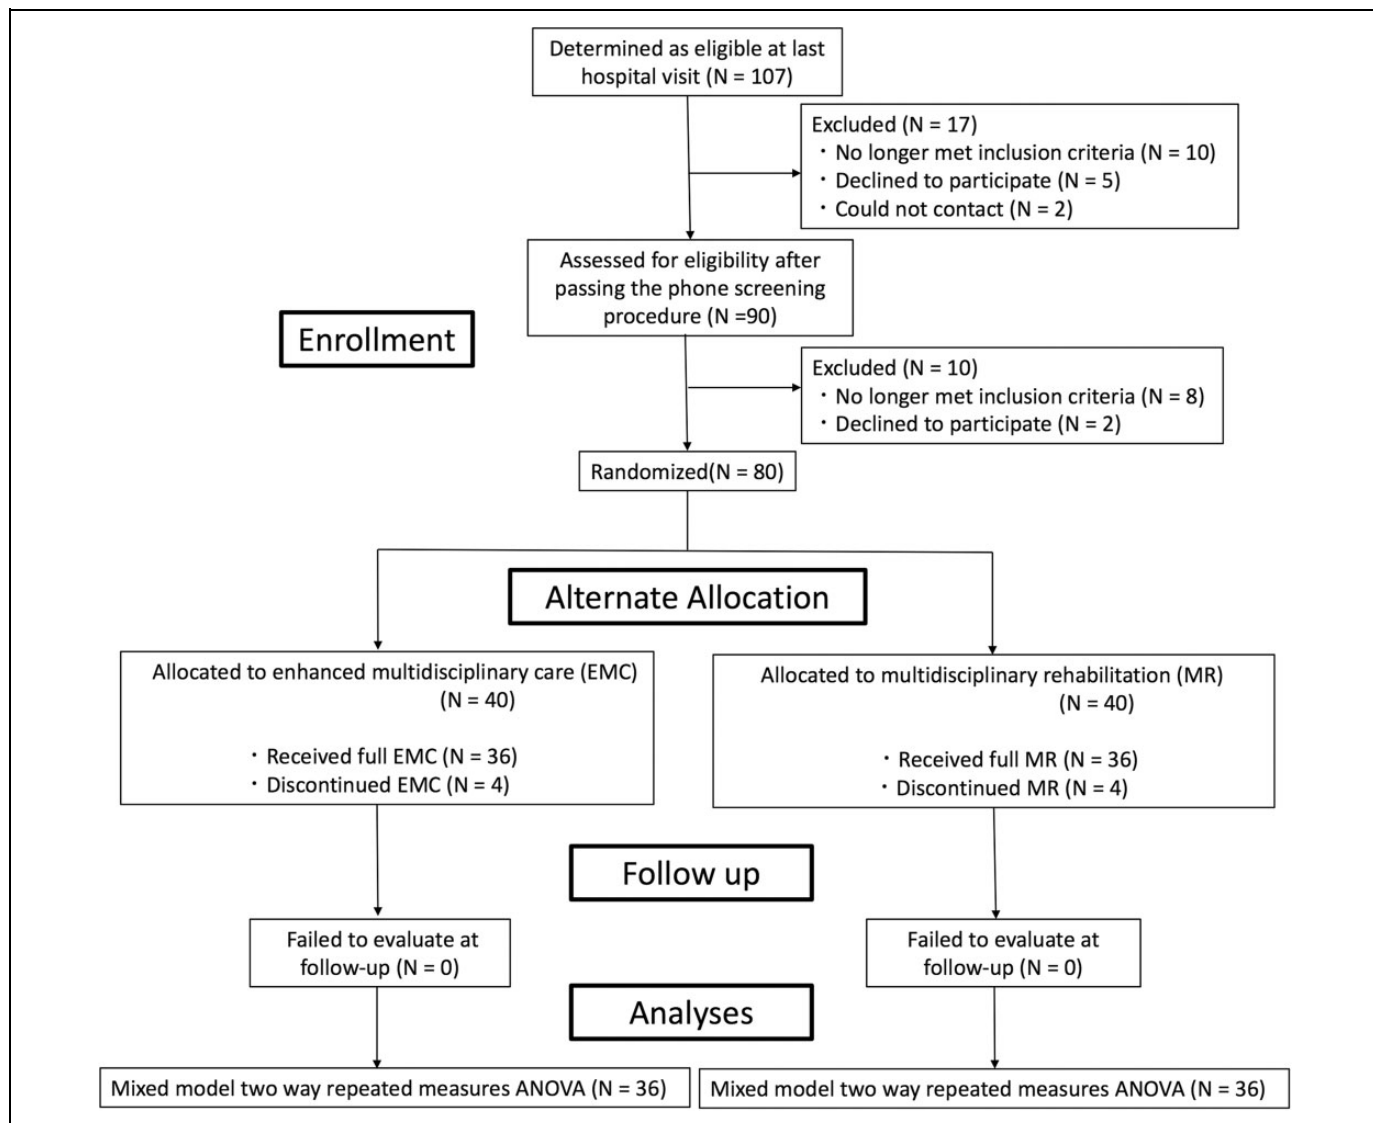 Determined as eligible at last
hospital visit (N = 107)
Excluded (N = 17)
・No longer met inclusion criteria (N = 10)
・Declined to participate (N = 5)
・Could not contact (N = 2)
Assessed for eligibility after
passing the phone screening
procedure (N =90)
Enrollment
Excluded (N = 10)
・No longer met inclusion criteria (N = 8)
・Declined to participate (N = 2)
Randomized(N = 80)
Alternate Allocation
Allocated to enhanced multidisciplinary care (EMC)
(N = 40)
・Received full EMC (N = 36)
・Discontinued EMC (N = 4)
Allocated to multidisciplinary rehabilitation (MR)
(N = 40)
・Received full MR (N = 36)
・Discontinued MR (N = 4)
Follow up
Failed to evaluate at
follow-up (N = 0)
Failed to evaluate at
follow-up (N = 0)
Analyses
Mixed model two way repeated measures ANOVA (N = 36)
Mixed model two way repeated measures ANOVA (N = 36)